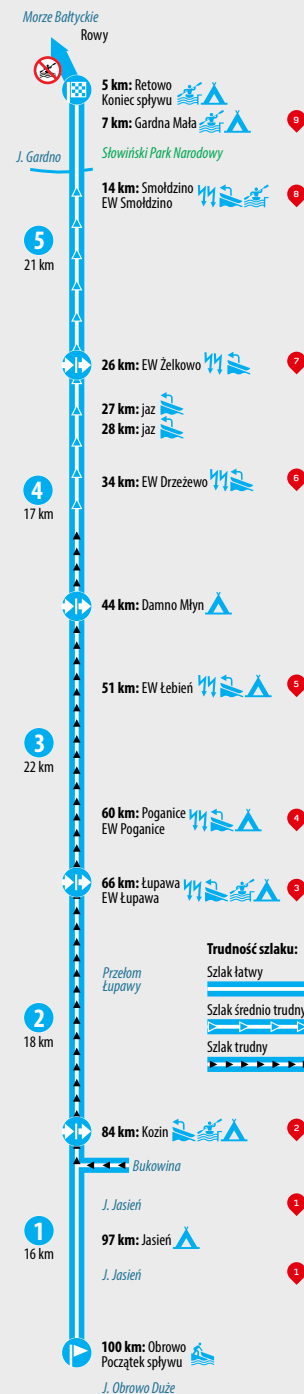 Morze Bałtyckie
Rowy
5 km: Retowo
Koniec spływu
7 km: Gardna Mała
9
J. Gardno
Słowiński Park Narodowy
14 km: Smołdzino
EW Smołdzino
8
5
21 km
26 km: EW Żelkowo
7
27 km: jaz
28 km: jaz
34 km: EW Drzeżewo
6
4
17 km
44 km: Damno Młyn
51 km: EW Łebień
5
3
22 km
60 km: Poganice
EW Poganice
4
66 km: Łupawa
EW Łupawa
3
Trudność szlaku:
Szlak łatwy
Szlak średnio trudny
Szlak trudny
Przełom
Łupawy
2
18 km
84 km: Kozin
2
Bukowina
J. Jasień
1
1
16 km
97 km: Jasień
J. Jasień
1
100 km: Obrowo
Początek spływu
J. Obrowo Duże